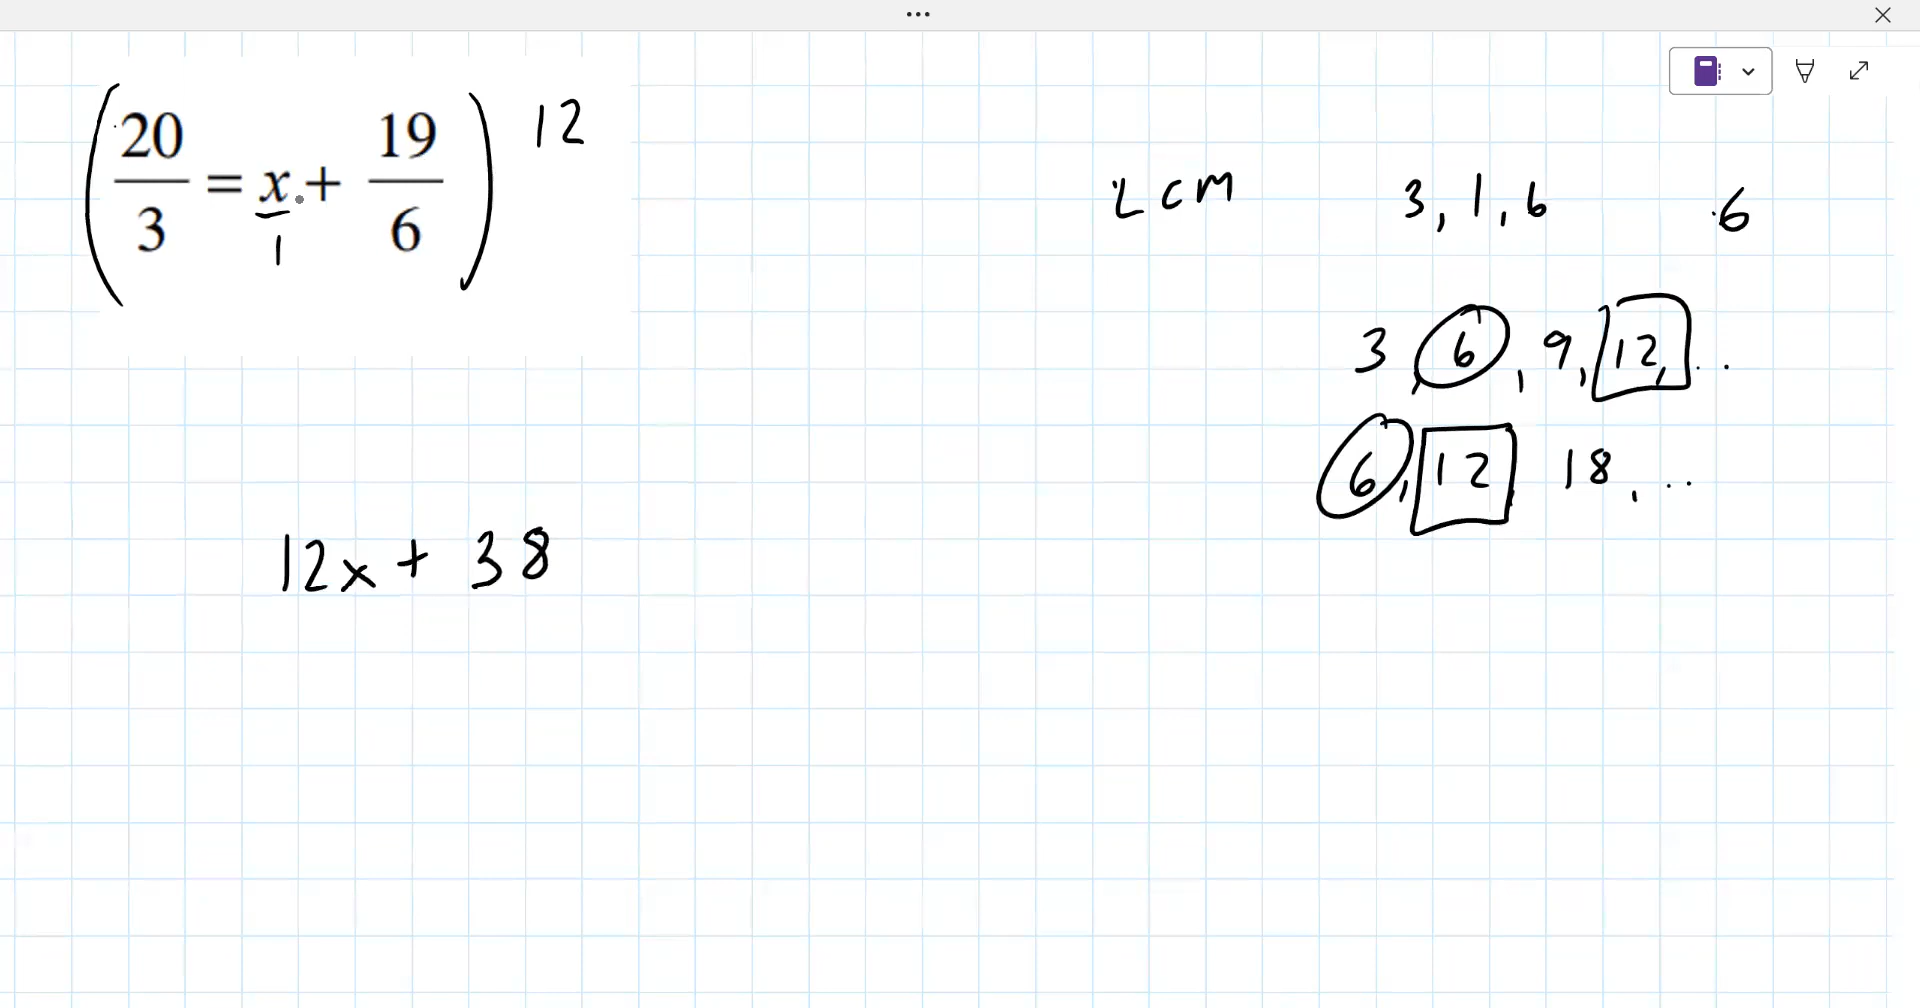 ( 20/3 = x/1 + 19/6 ) 12
LCM 3, 1, 6 6
3, 6, 9, 12, ...
6, 12 18, ...
12x + 38